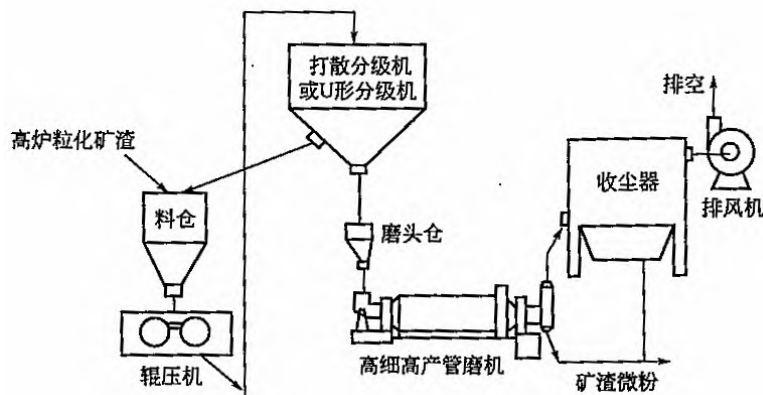 打散分级机
或U形分级机
排空
高炉粒化矿渣
收尘器
料仓
排风机
磨头仓
辊压机
高细高产管磨机
矿渣微粉